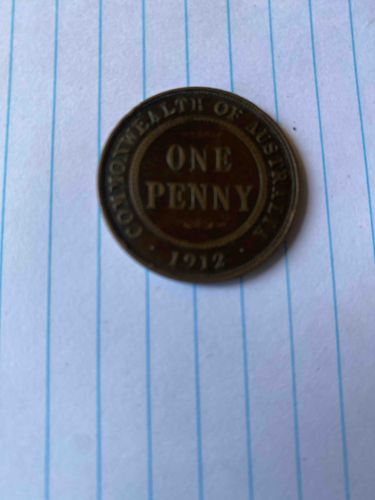 COMMONWEALTH OF AUSTRALIA
ONE
PENNY
1912